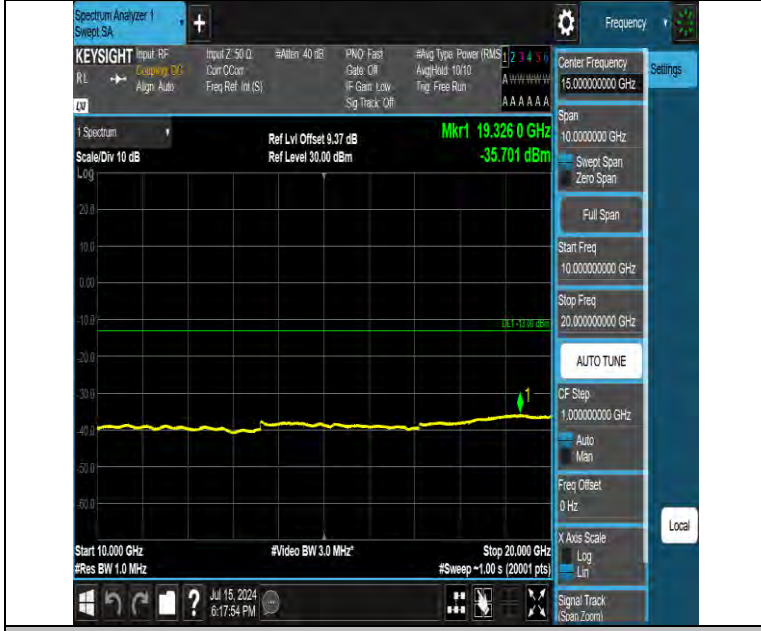 Spectrum Analyzer 1
Swept SA
+
Frequency
KEYSIGHT
Input: RF
Coupling: DC
Align: Auto
RL
LXI
Input Z: 50 Ω
Corr CCorr
Freq Ref: Int (S)
#Atten: 40 dB
PNO: Fast
Gate: Off
IF Gain: Low
Sig Track: Off
#Avg Type: Power (RMS
Avg|Hold: 10/10
Trig: Free Run
1 2 3 4 5 6
A W W W W W
A A A A A A
1 Spectrum
Scale/Div 10 dB
Ref Lvl Offset 9.37 dB
Ref Level 30.00 dBm
Mkr1 19.326 0 GHz
-35.701 dBm
Log
20.0
10.0
0.00
-10.0
-20.0
-30.0
-40.0
-50.0
-60.0
DL1 -13.00 dBm
1
Start 10.000 GHz
#Res BW 1.0 MHz
#Video BW 3.0 MHz*
Stop 20.000 GHz
#Sweep ~1.00 s (20001 pts)
Center Frequency
15.000000000 GHz
Settings
Span
10.0000000 GHz
Swept Span
Zero Span
Full Span
Start Freq
10.000000000 GHz
Stop Freq
20.000000000 GHz
AUTO TUNE
CF Step
1.000000000 GHz
Auto
Man
Freq Offset
0 Hz
X Axis Scale
Log
Lin
Signal Track
(Span Zoom)
Local
?
Jul 15, 2024
6:17:54 PM